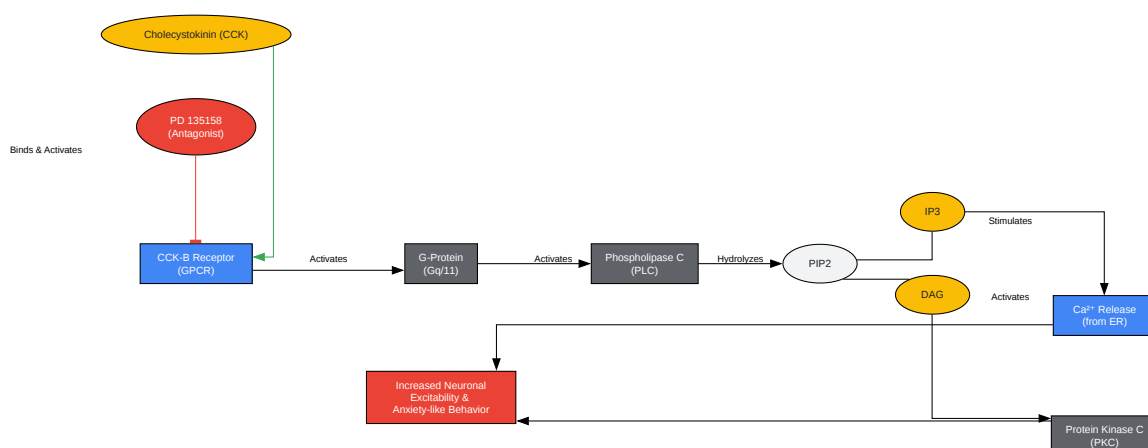 Cholecystokinin (CCK)
PD 135158
(Antagonist)
Binds & Activates
CCK-B Receptor
(GPCR)
Activates
G-Protein
(Gq/11)
Activates
Phospholipase C
(PLC)
Hydrolyzes
PIP2
IP3
Stimulates
DAG
Activates
Ca²⁺ Release
(from ER)
Increased Neuronal
Excitability &
Anxiety-like Behavior
Protein Kinase C
(PKC)